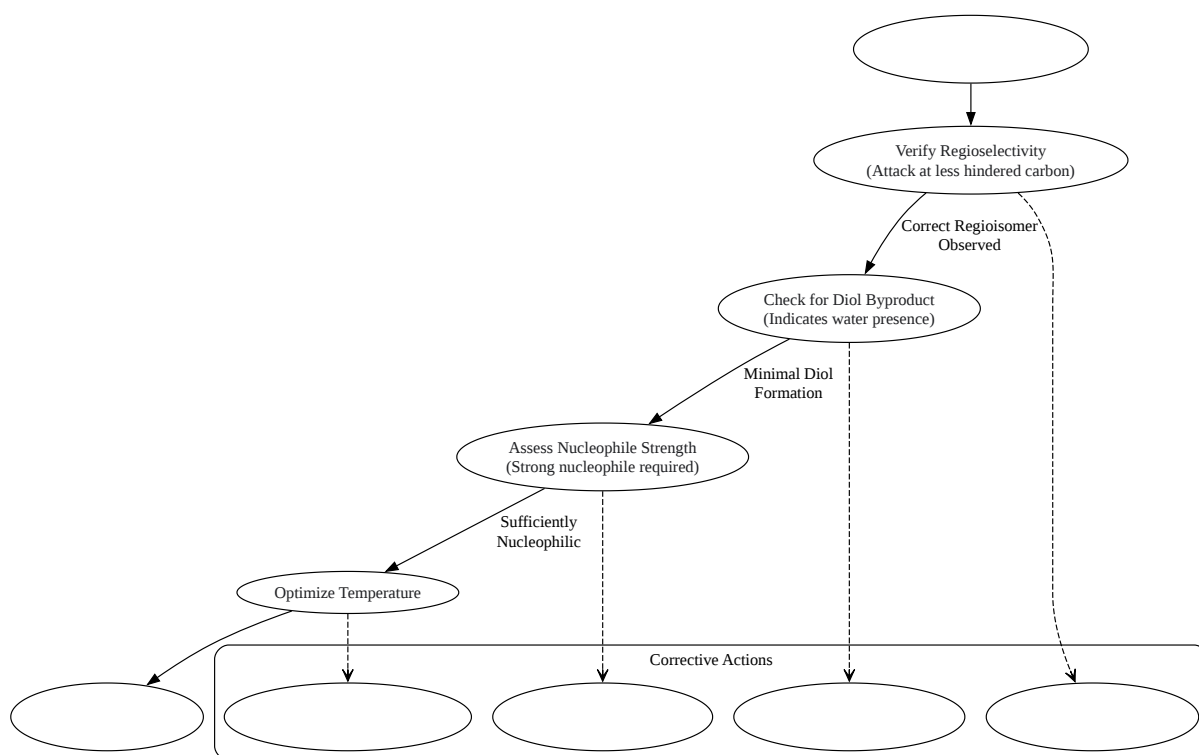 Verify Regioselectivity
(Attack at less hindered carbon)
Correct Regioisomer
Observed
Check for Diol Byproduct
(Indicates water presence)
Minimal Diol
Formation
Assess Nucleophile Strength
(Strong nucleophile required)
Sufficiently
Nucleophilic
Optimize Temperature
Corrective Actions